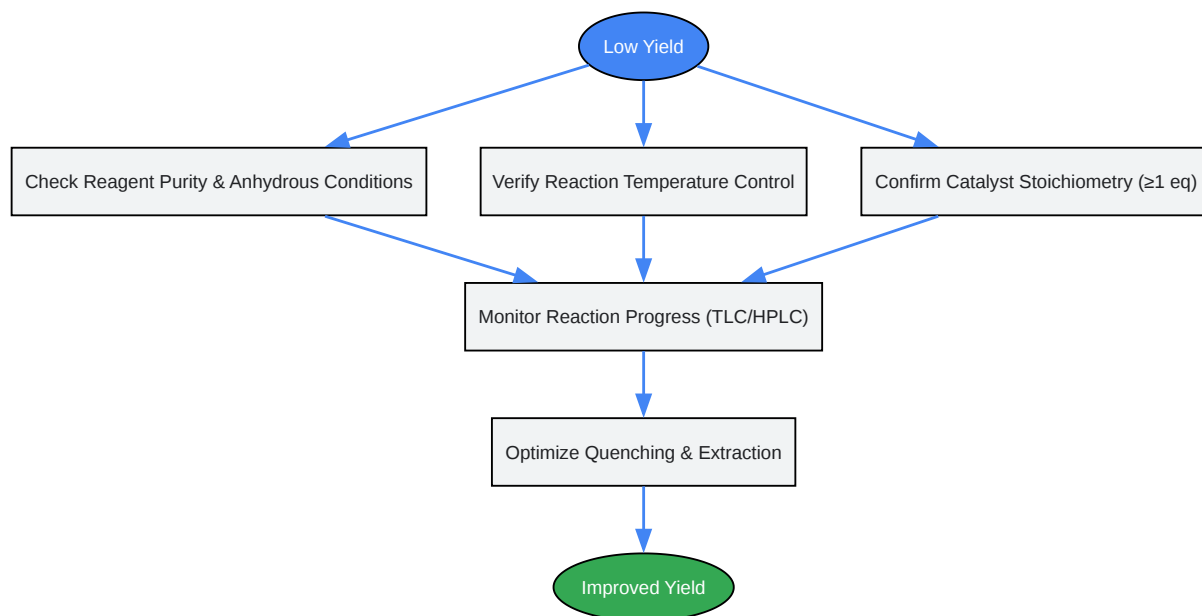 Low Yield
Check Reagent Purity & Anhydrous Conditions
Verify Reaction Temperature Control
Confirm Catalyst Stoichiometry (≥1 eq)
Monitor Reaction Progress (TLC/HPLC)
Optimize Quenching & Extraction
Improved Yield